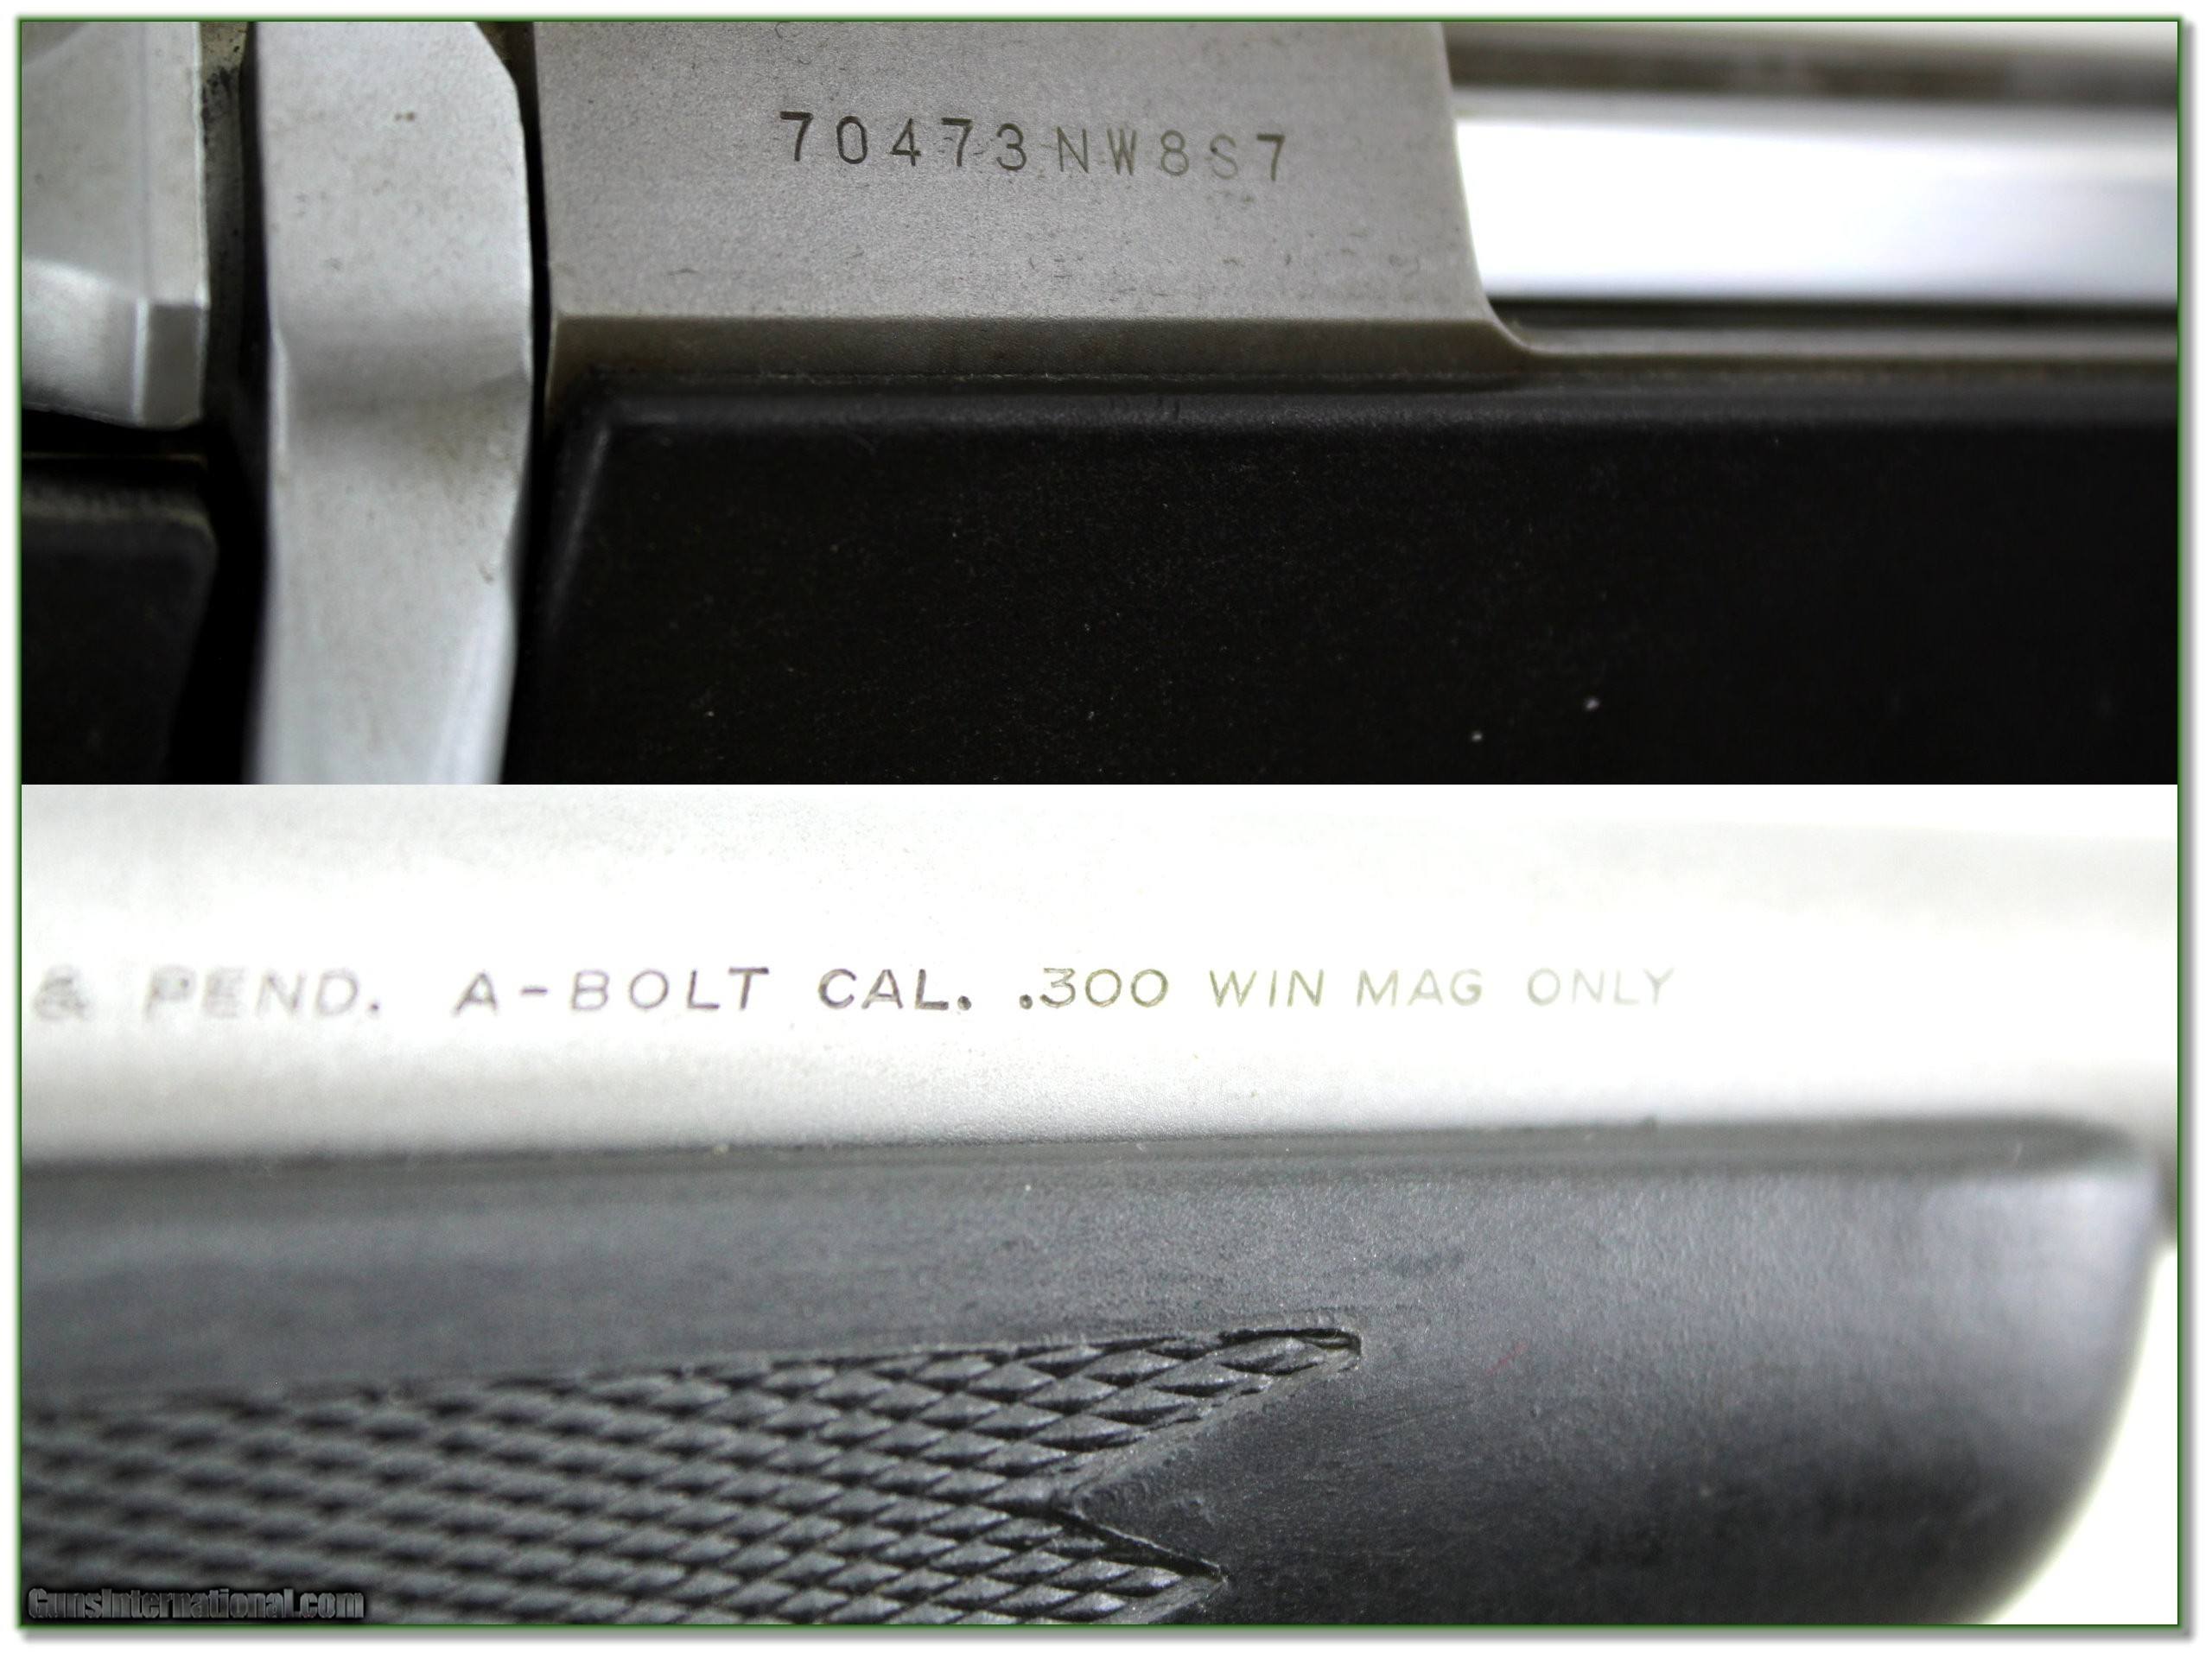 70473NW8S7
& PEND. A-BOLT CAL. .300 WIN MAG ONLY
GunsInternational.com